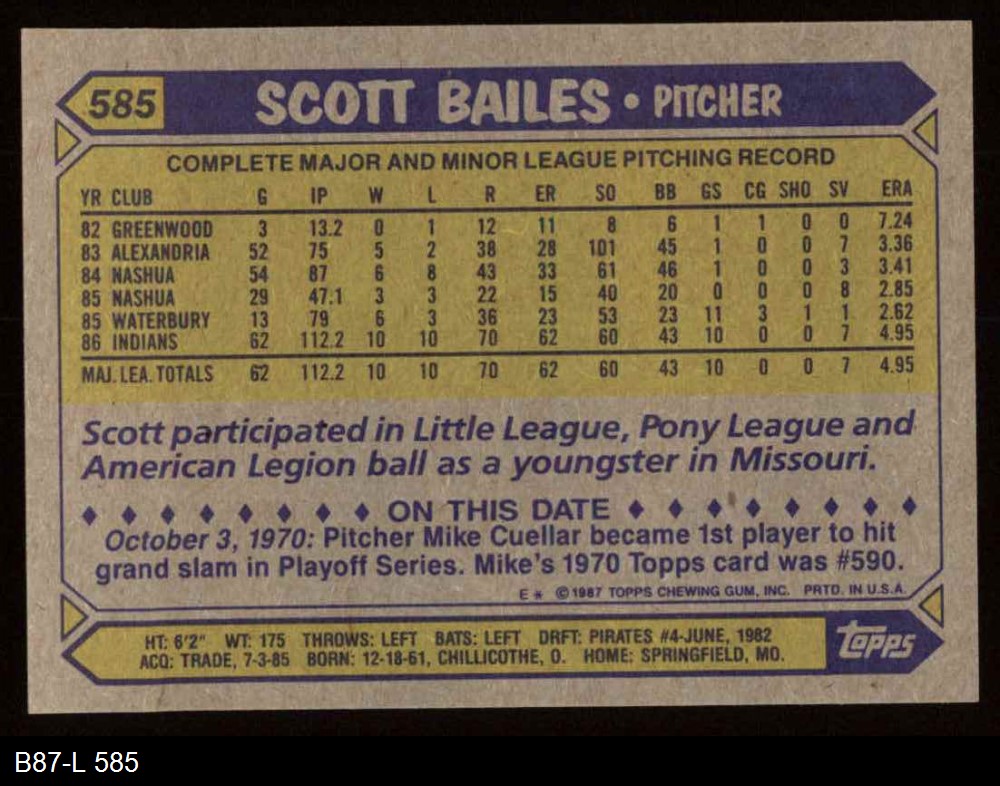 585 SCOTT BAILES • PITCHER
COMPLETE MAJOR AND MINOR LEAGUE PITCHING RECORD
YR CLUB G IP W L R ER SO BB GS CG SHO SV ERA
82 GREENWOOD 3 13.2 0 1 12 11 8 6 1 1 0 0 7.24
83 ALEXANDRIA 52 75 5 2 38 28 101 45 1 0 0 7 3.36
84 NASHUA 54 87 6 8 43 33 61 46 1 0 0 3 3.41
85 NASHUA 29 47.1 3 3 22 15 40 20 0 0 0 8 2.85
85 WATERBURY 13 79 6 3 36 23 53 23 11 3 1 1 2.62
86 INDIANS 62 112.2 10 10 70 62 60 43 10 0 0 7 4.95
MAJ. LEA. TOTALS 62 112.2 10 10 70 62 60 43 10 0 0 7 4.95
Scott participated in Little League, Pony League and
American Legion ball as a youngster in Missouri.
♦ ♦ ♦ ♦ ♦ ♦ ♦ ♦ ON THIS DATE ♦ ♦ ♦ ♦ ♦ ♦ ♦ ♦
October 3, 1970: Pitcher Mike Cuellar became 1st player to hit
grand slam in Playoff Series. Mike's 1970 Topps card was #590.
E* © 1987 TOPPS CHEWING GUM, INC. PRTD. IN U.S.A.
HT: 6'2" WT: 175 THROWS: LEFT BATS: LEFT DRFT: PIRATES #4-JUNE, 1982
ACQ: TRADE, 7-3-85 BORN: 12-18-61, CHILLICOTHE, O. HOME: SPRINGFIELD, MO.
Topps
B87-L 585